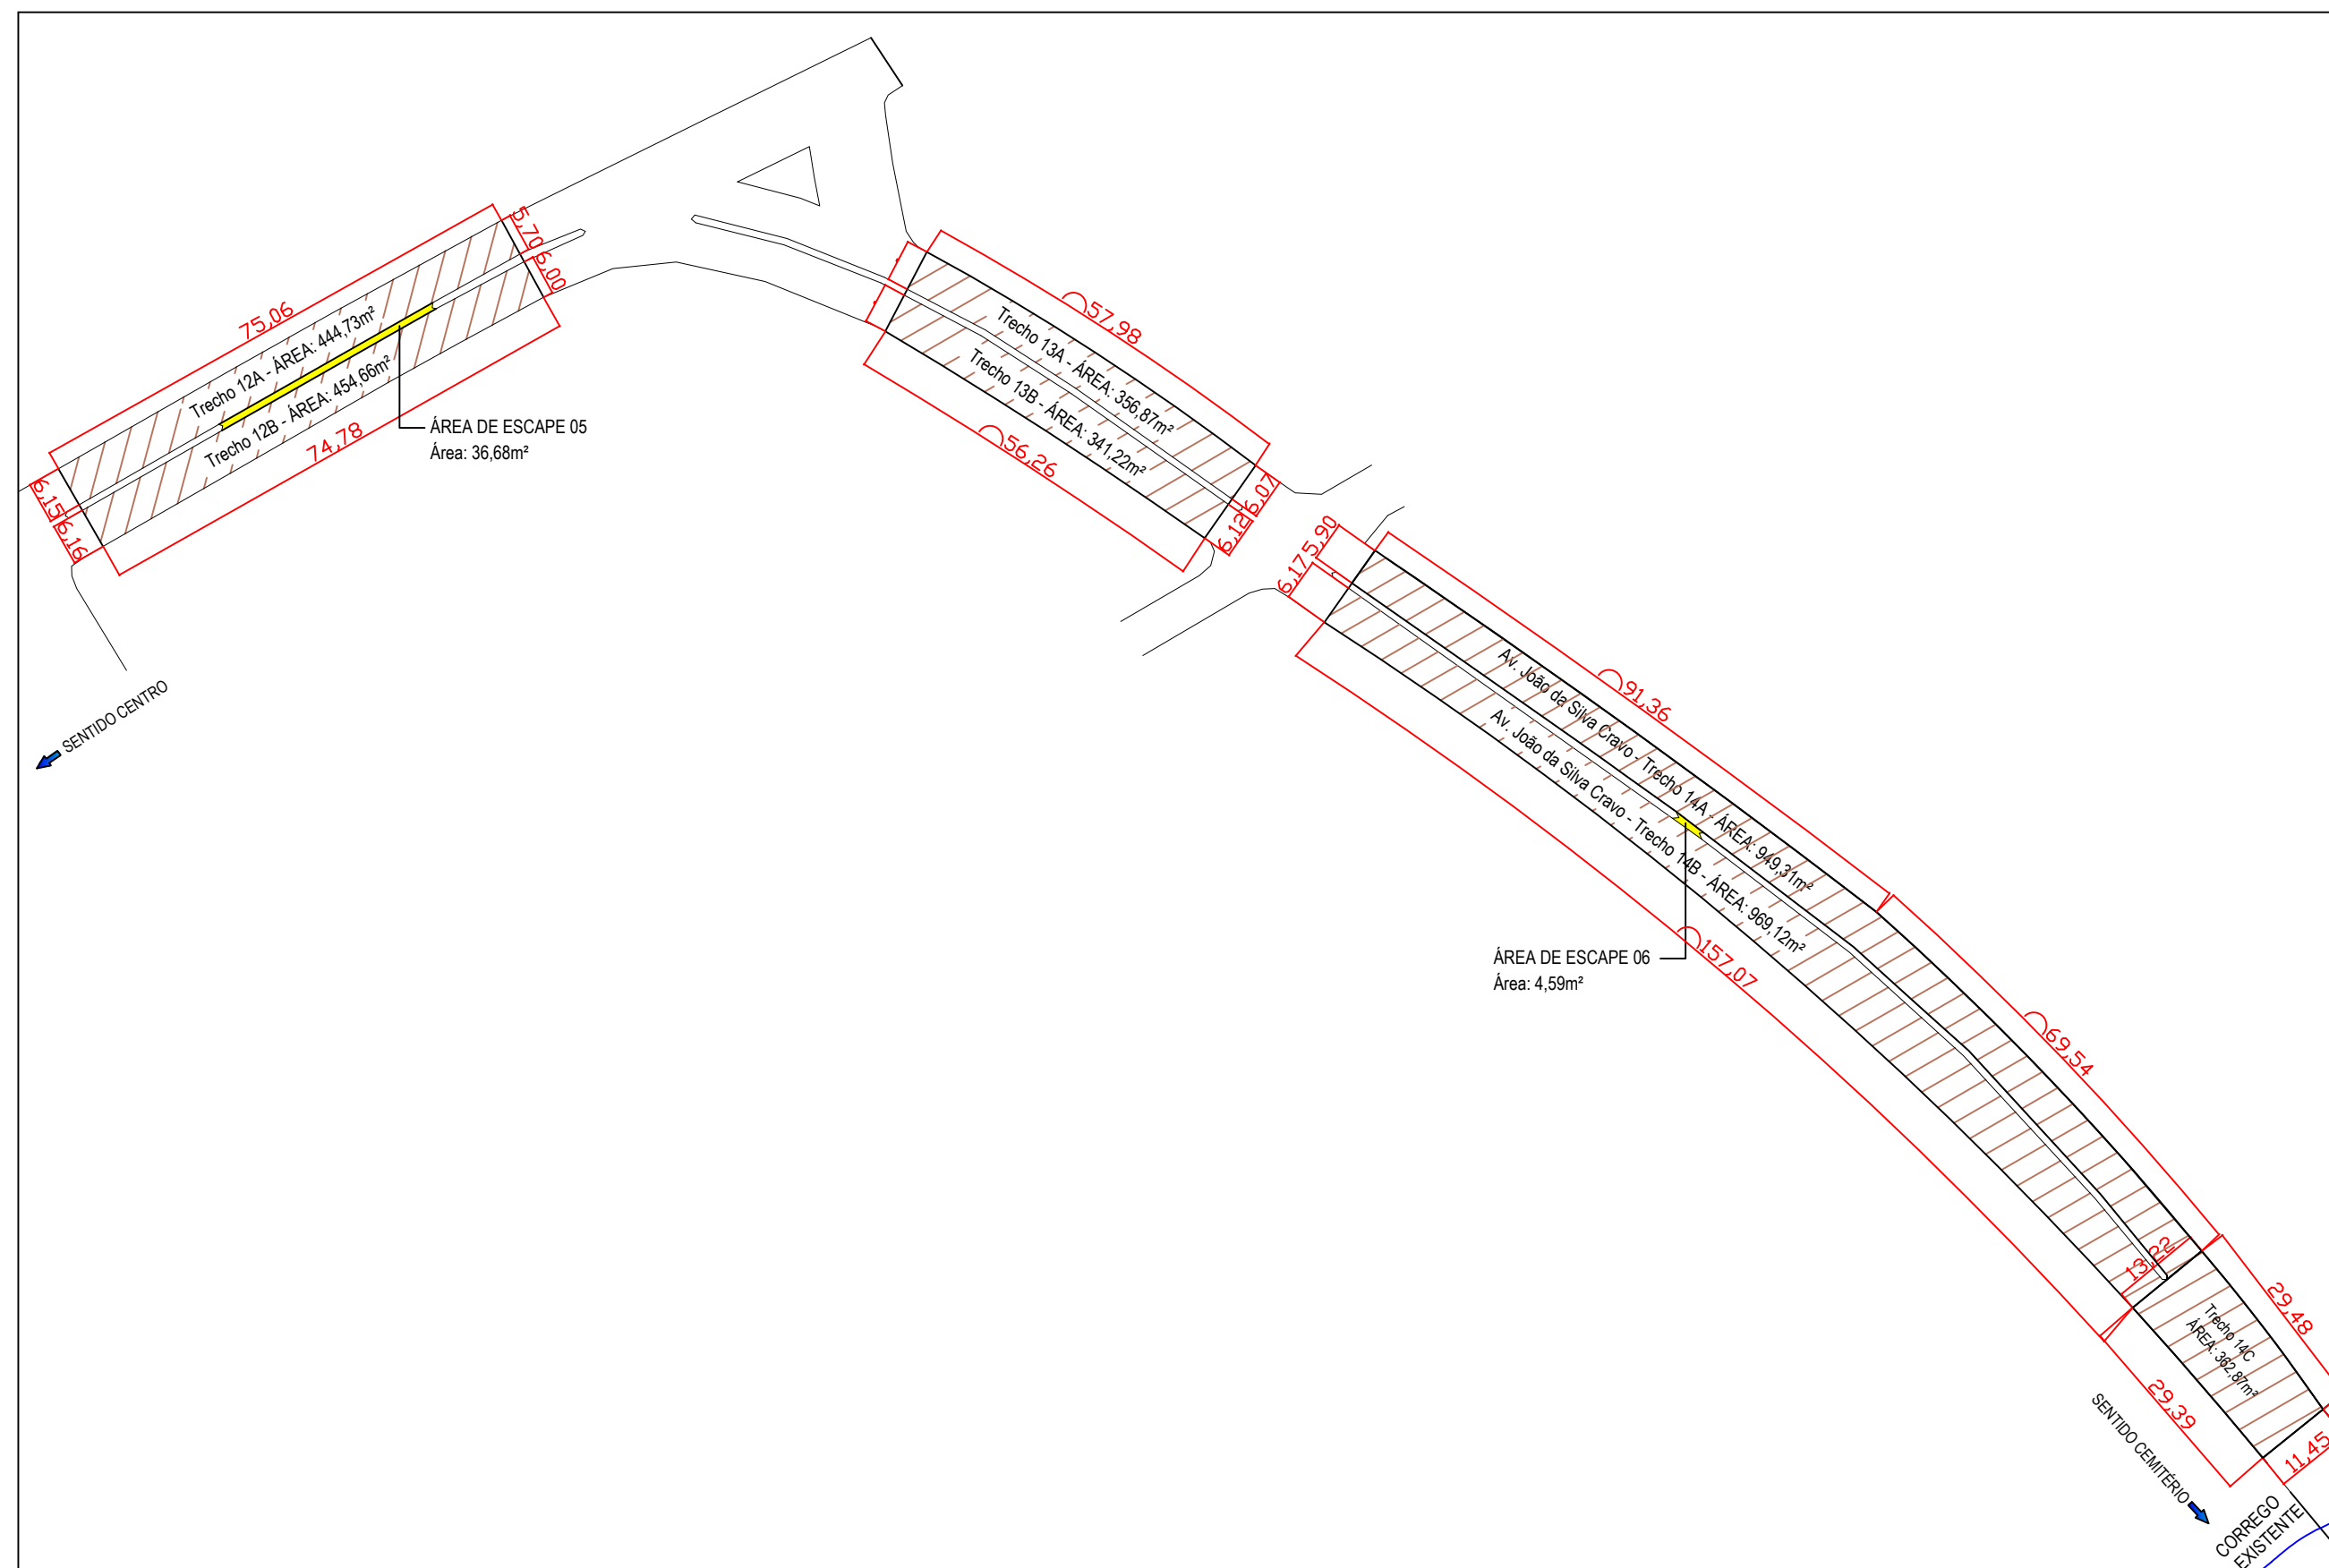 5,70
6,00
75,06
Trecho 12A - ÁREA: 444,73m²
Trecho 12B - ÁREA: 454,66m²
74,78
6,15
6,16
ÁREA DE ESCAPE 05
Área: 36,68m²
SENTIDO CENTRO
57,98
Trecho 13A - ÁREA: 356,87m²
Trecho 13B - ÁREA: 341,22m²
56,26
6,07
6,12
5,90
6,17
91,36
Av. João da Silva Cravo - Trecho 14A - ÁREA: 949,31m²
Av. João da Silva Cravo - Trecho 14B - ÁREA: 969,12m²
ÁREA DE ESCAPE 06
Área: 4,59m²
157,07
69,54
13,22
29,48
Trecho 14C
ÁREA: 362,87m²
29,39
11,45
SENTIDO CEMITÉRIO
CORREGO
EXISTENTE